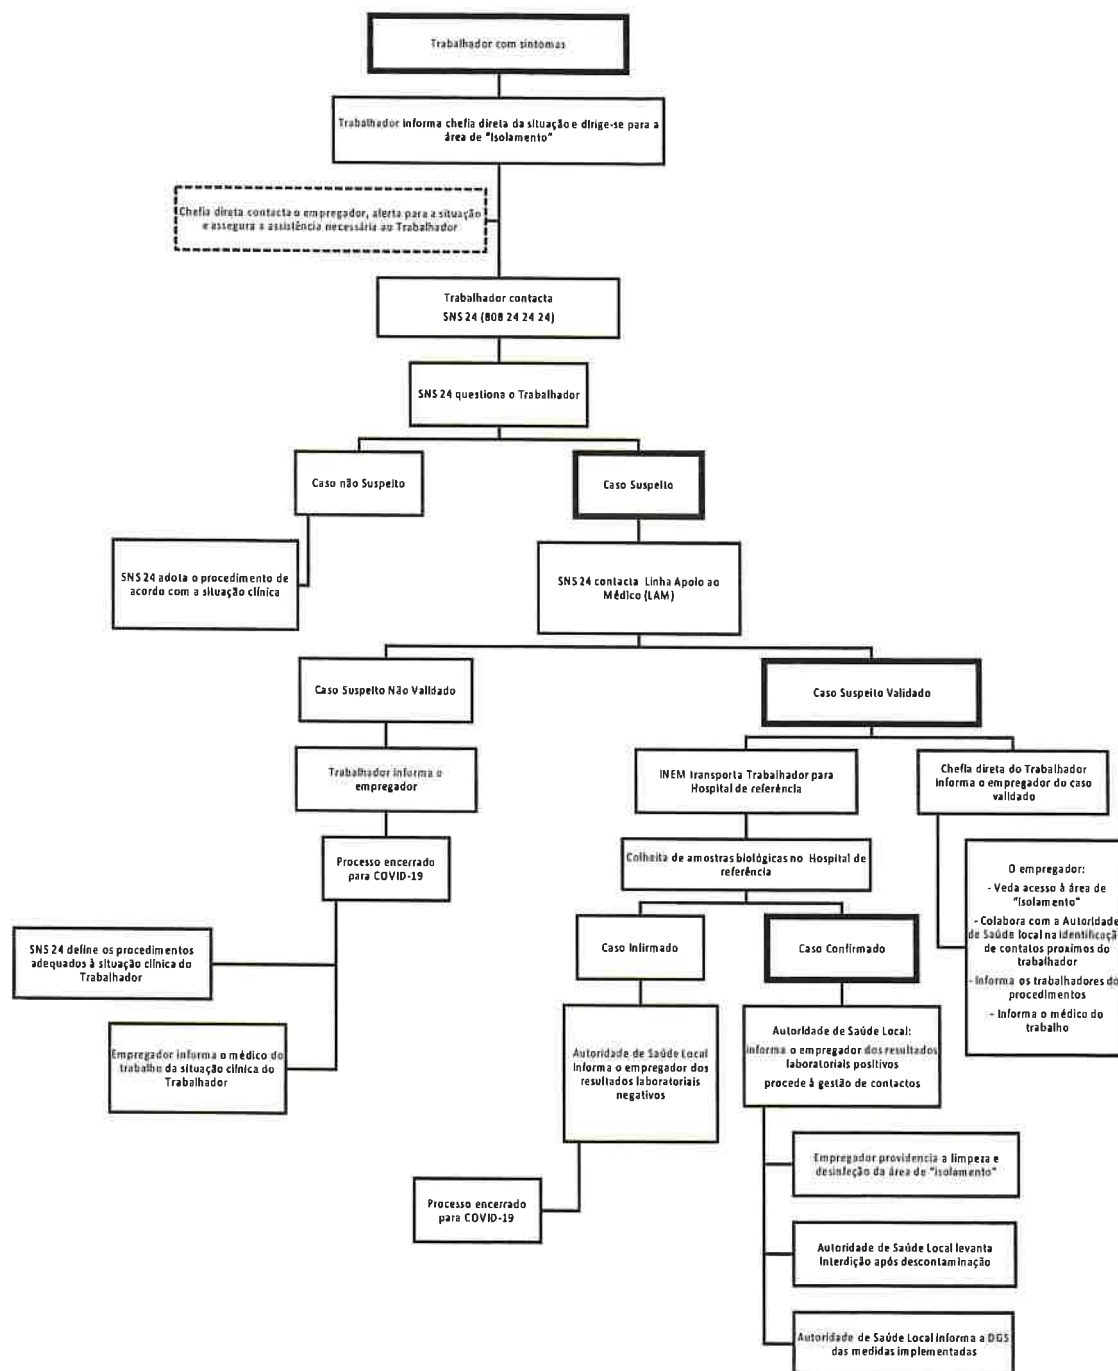 Trabalhador com sintomas
Trabalhador informa chefia direta da situação e dirige-se para a
área de "isolamento"
Chefia direta contacta o empregador, alerta para a situação
e assegura a assistência necessária ao Trabalhador
Trabalhador contacta
SNS 24 (808 24 24 24)
SNS 24 questiona o Trabalhador
Caso não Suspeito
Caso Suspeito
SNS 24 adota o procedimento de
acordo com a situação clínica
SNS 24 contacta Linha Apoio ao
Médico (LAM)
Caso Suspeito Não Validado
Caso Suspeito Validado
Trabalhador informa o
empregador
INEM transporta Trabalhador para
Hospital de referência
Chefia direta do Trabalhador
informa o empregador do caso
validado
Processo encerrado
para COVID-19
Colheita de amostras biológicas no Hospital de
referência
O empregador:
- Veda acesso à área de
"isolamento"
- Colabora com a Autoridade
de Saúde local na identificaçã
de contatos proximos do
trabalhador
- Informa os trabalhadores do
procedimentos
- Informa o médico do
trabalho
SNS 24 define os procedimentos
adequados à situação clínica do
Trabalhador
Caso Infirmado
Caso Confirmado
Empregador informa o médico do
trabalho da situação clínica do
Trabalhador
Autoridade de Saúde Local
Informa o empregador dos
resultados laboratoriais
negativos
Autoridade de Saúde Local:
informa o empregador dos resultados
laboratoriais positivos
procede à gestão de contactos
Processo encerrado
para COVID-19
Empregador providencia a limpeza e
desinfeção da área de "isolamento"
Autoridade de Saúde Local levanta
Interdição após descontaminação
Autoridade de Saúde Local informa a DGS
das medidas implementadas